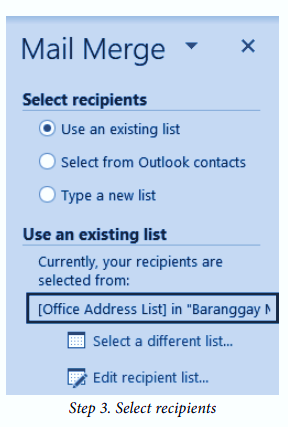 Mail Merge
Select recipients
Use an existing list
Select from Outlook contacts
Type a new list
Use an existing list
Currently, your recipients are
selected from:
[Office Address List] in "Baranggay
Select a different list...
Edit recipient list...
Step 3. Select recipients